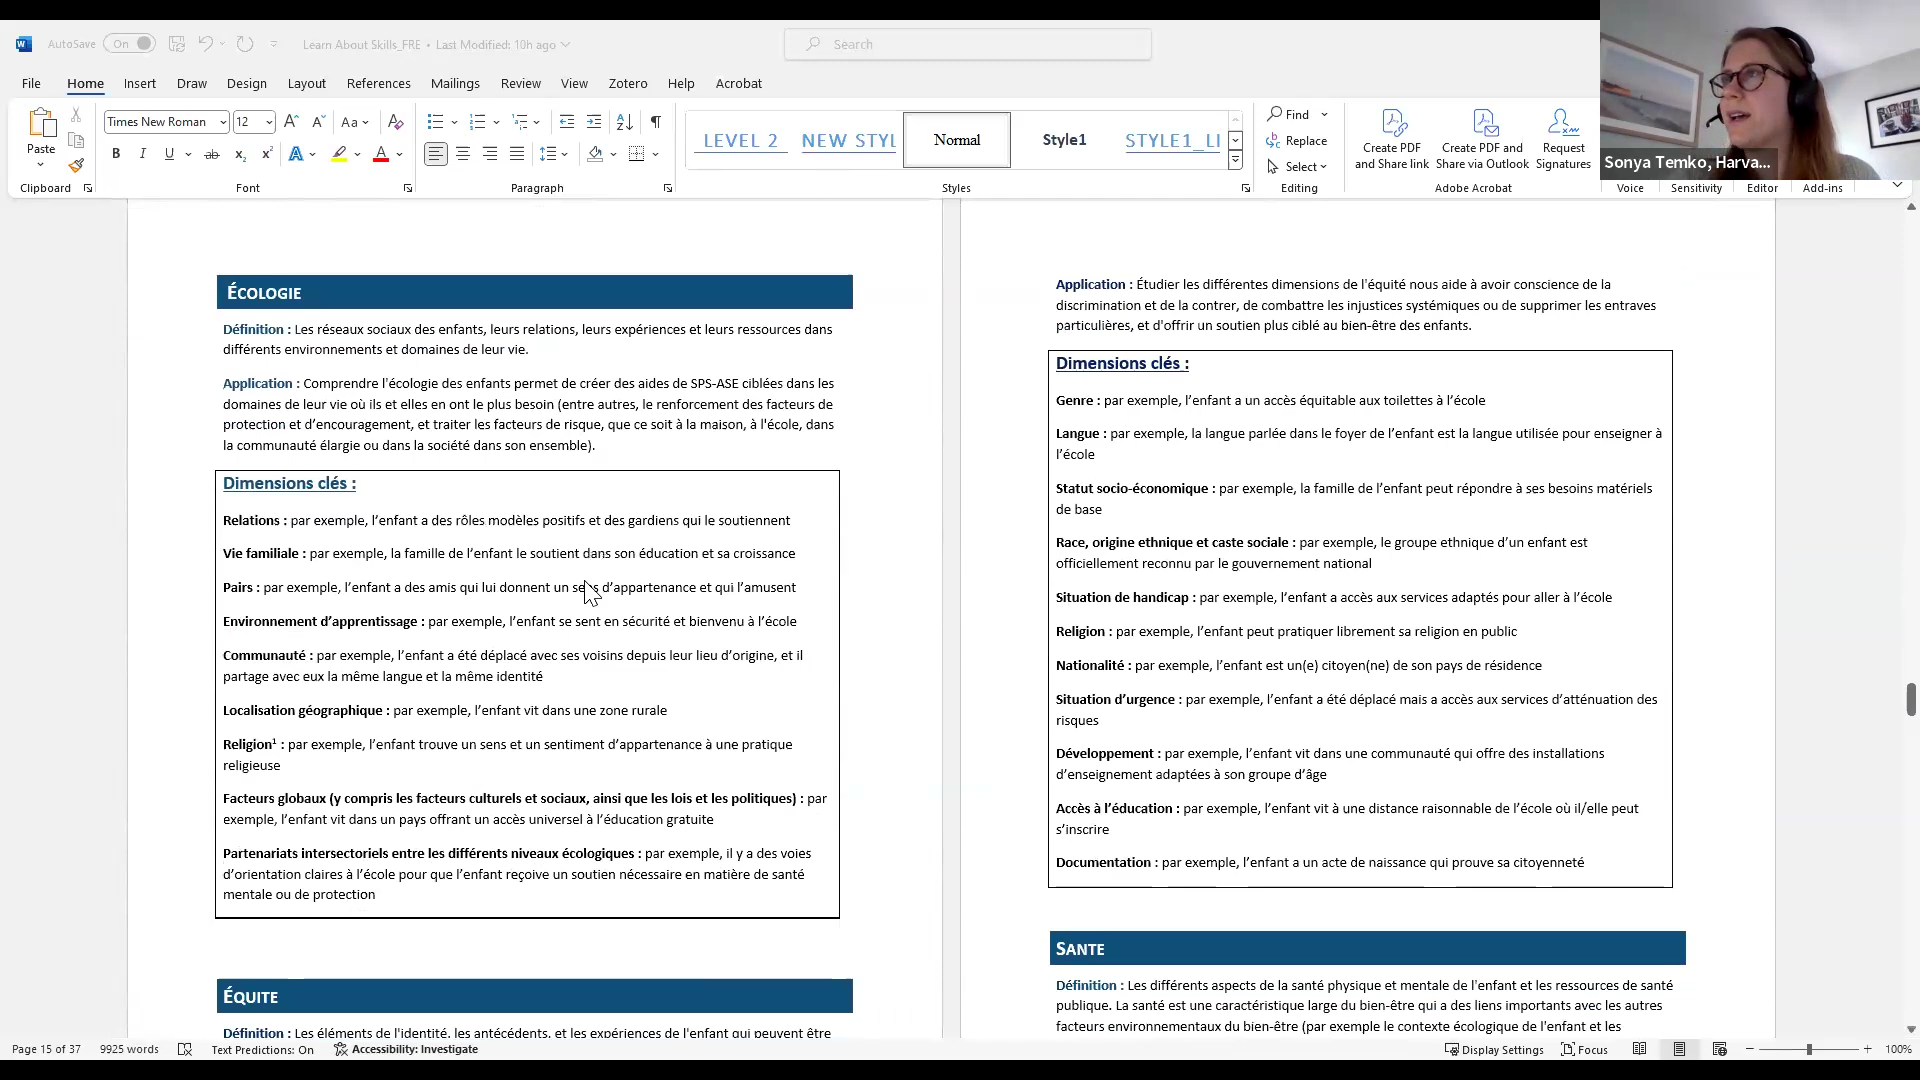 AutoSave On Learn About Skills_FRE • Last Modified: 10h ago Search
File Home Insert Draw Design Layout References Mailings Review View Zotero Help Acrobat
Paste
Clipboard
Times New Roman 12
Font
Paragraph
LEVEL 2 NEW STYL Normal Style1 STYLE1_LI
Styles
Find
Replace
Select
Editing
Create PDF and Share link
Create PDF and Share via Outlook
Request Signatures
Adobe Acrobat
Voice Sensitivity Editor Add-ins
Sonya Temko, Harva...
ÉCOLOGIE
Définition : Les réseaux sociaux des enfants, leurs relations, leurs expériences et leurs ressources dans
différents environnements et domaines de leur vie.
Application : Comprendre l'écologie des enfants permet de créer des aides de SPS-ASE ciblées dans les
domaines de leur vie où ils et elles en ont le plus besoin (entre autres, le renforcement des facteurs de
protection et d’encouragement, et traiter les facteurs de risque, que ce soit à la maison, à l'école, dans
la communauté élargie ou dans la société dans son ensemble).
Dimensions clés :
Relations : par exemple, l’enfant a des rôles modèles positifs et des gardiens qui le soutiennent
Vie familiale : par exemple, la famille de l’enfant le soutient dans son éducation et sa croissance
Pairs : par exemple, l’enfant a des amis qui lui donnent un sens d’appartenance et qui l’amusent
Environnement d’apprentissage : par exemple, l’enfant se sent en sécurité et bienvenu à l’école
Communauté : par exemple, l’enfant a été déplacé avec ses voisins depuis leur lieu d’origine, et il
partage avec eux la même langue et la même identité
Localisation géographique : par exemple, l’enfant vit dans une zone rurale
Religion¹ : par exemple, l’enfant trouve un sens et un sentiment d’appartenance à une pratique
religieuse
Facteurs globaux (y compris les facteurs culturels et sociaux, ainsi que les lois et les politiques) : par
exemple, l’enfant vit dans un pays offrant un accès universel à l’éducation gratuite
Partenariats intersectoriels entre les différents niveaux écologiques : par exemple, il y a des voies
d’orientation claires à l’école pour que l’enfant reçoive un soutien nécessaire en matière de santé
mentale ou de protection
ÉQUITE
Définition : Les éléments de l'identité, les antécédents, et les expériences de l'enfant qui peuvent être
Application : Étudier les différentes dimensions de l'équité nous aide à avoir conscience de la
discrimination et de la contrer, de combattre les injustices systémiques ou de supprimer les entraves
particulières, et d'offrir un soutien plus ciblé au bien-être des enfants.
Dimensions clés :
Genre : par exemple, l’enfant a un accès équitable aux toilettes à l’école
Langue : par exemple, la langue parlée dans le foyer de l’enfant est la langue utilisée pour enseigner à
l’école
Statut socio-économique : par exemple, la famille de l’enfant peut répondre à ses besoins matériels
de base
Race, origine ethnique et caste sociale : par exemple, le groupe ethnique d’un enfant est
officiellement reconnu par le gouvernement national
Situation de handicap : par exemple, l’enfant a accès aux services adaptés pour aller à l’école
Religion : par exemple, l’enfant peut pratiquer librement sa religion en public
Nationalité : par exemple, l’enfant est un(e) citoyen(ne) de son pays de résidence
Situation d’urgence : par exemple, l’enfant a été déplacé mais a accès aux services d’atténuation des
risques
Développement : par exemple, l’enfant vit dans une communauté qui offre des installations
d’enseignement adaptées à son groupe d’âge
Accès à l’éducation : par exemple, l’enfant vit à une distance raisonnable de l’école où il/elle peut
s’inscrire
Documentation : par exemple, l’enfant a un acte de naissance qui prouve sa citoyenneté
SANTE
Définition : Les différents aspects de la santé physique et mentale de l'enfant et les ressources de santé
publique. La santé est une caractéristique large du bien-être qui a des liens importants avec les autres
facteurs environnementaux du bien-être (par exemple le contexte écologique de l'enfant et les
Page 15 of 37 9925 words Text Predictions: On Accessibility: Investigate Display Settings Focus 100%